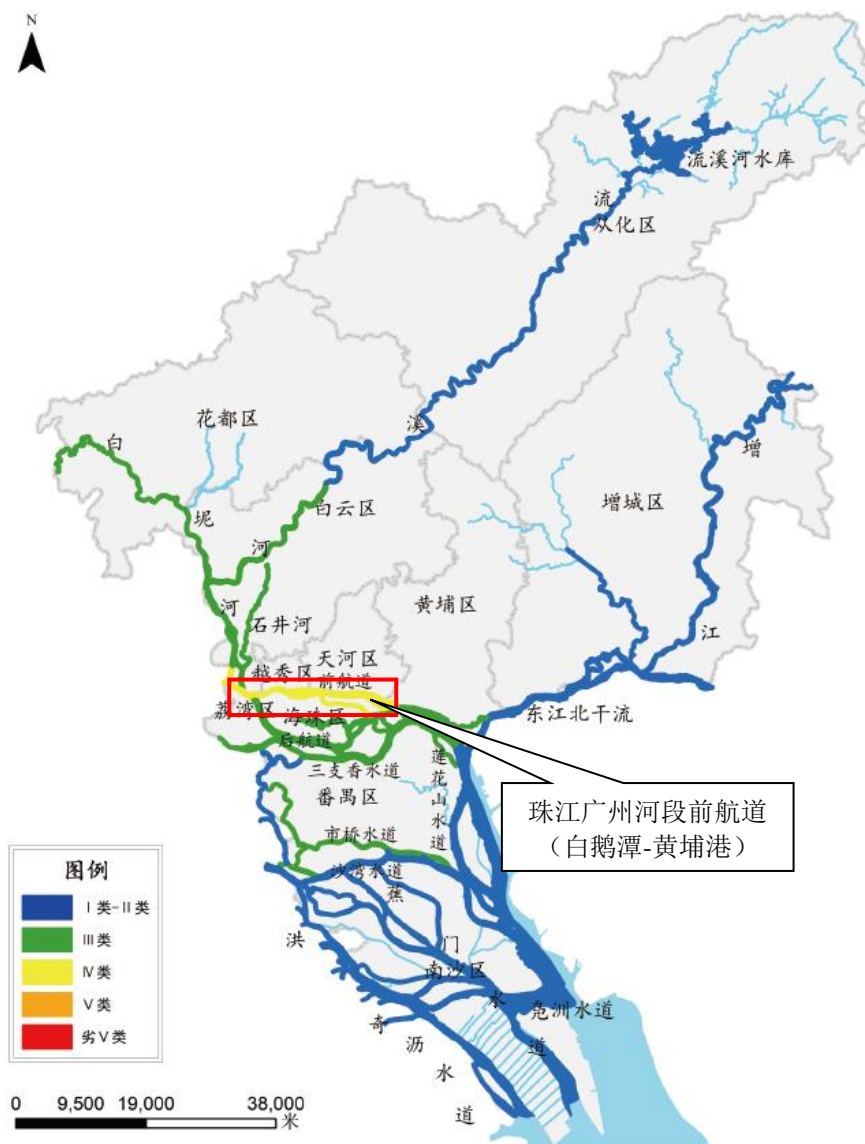 N
流溪河水库
流
从化区
花都区
溪
白
增
坭
白云区
增城区
河
河
石井河
黄埔区
江
天河区
越秀区
前航道
荔湾区
海珠区
东江北干流
后航道
莲花山水道
三支香水道
番禺区
珠江广州河段前航道
（白鹅潭-黄埔港）
市桥水道
沙湾水道
蕉
洪
门
南沙区
水
凫洲水道
奇
道
沥
水
道
图例
Ⅰ类-Ⅱ类
Ⅲ类
Ⅳ类
Ⅴ类
劣Ⅴ类
0 9,500 19,000 38,000
米